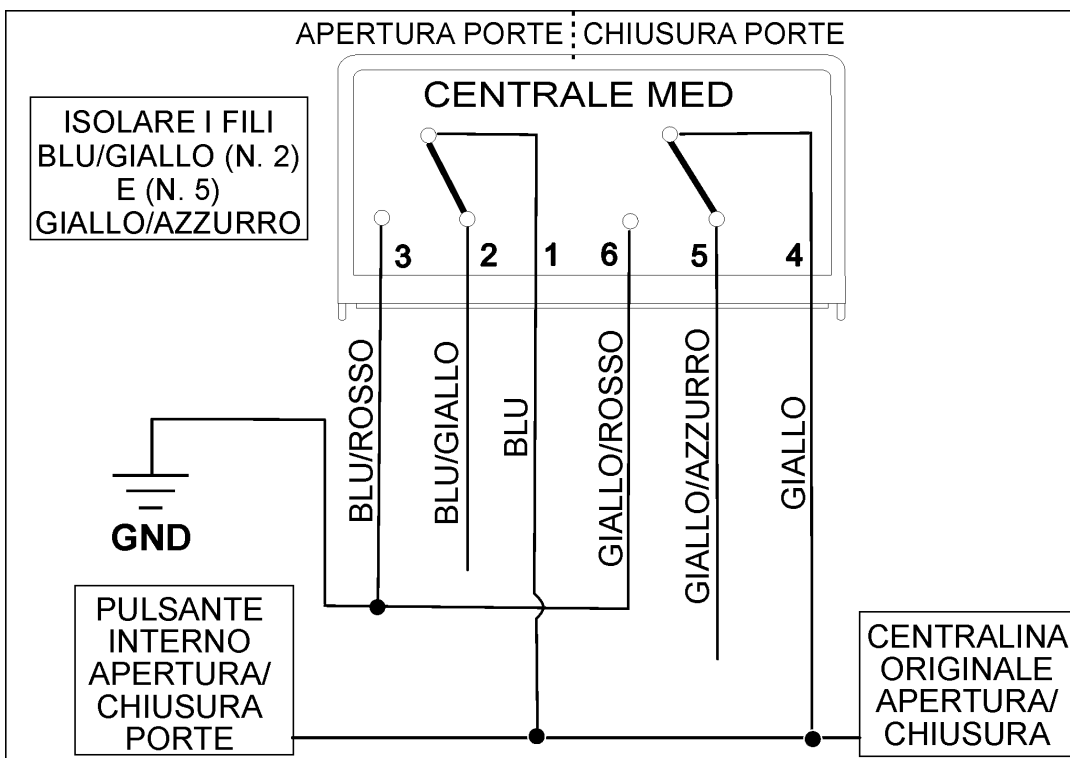 APERTURA PORTE CHIUSURA PORTE
CENTRALE MED
ISOLARE I FILI
BLU/GIALLO (N. 2)
E (N. 5)
GIALLO/AZZURRO
3 2 1 6 5 4
BLU/ROSSO
BLU/GIALLO
BLU
GIALLO/ROSSO
GIALLO/AZZURRO
GIALLO
GND
PULSANTE
INTERNO
APERTURA/
CHIUSURA
PORTE
CENTRALINA
ORIGINALE
APERTURA/
CHIUSURA